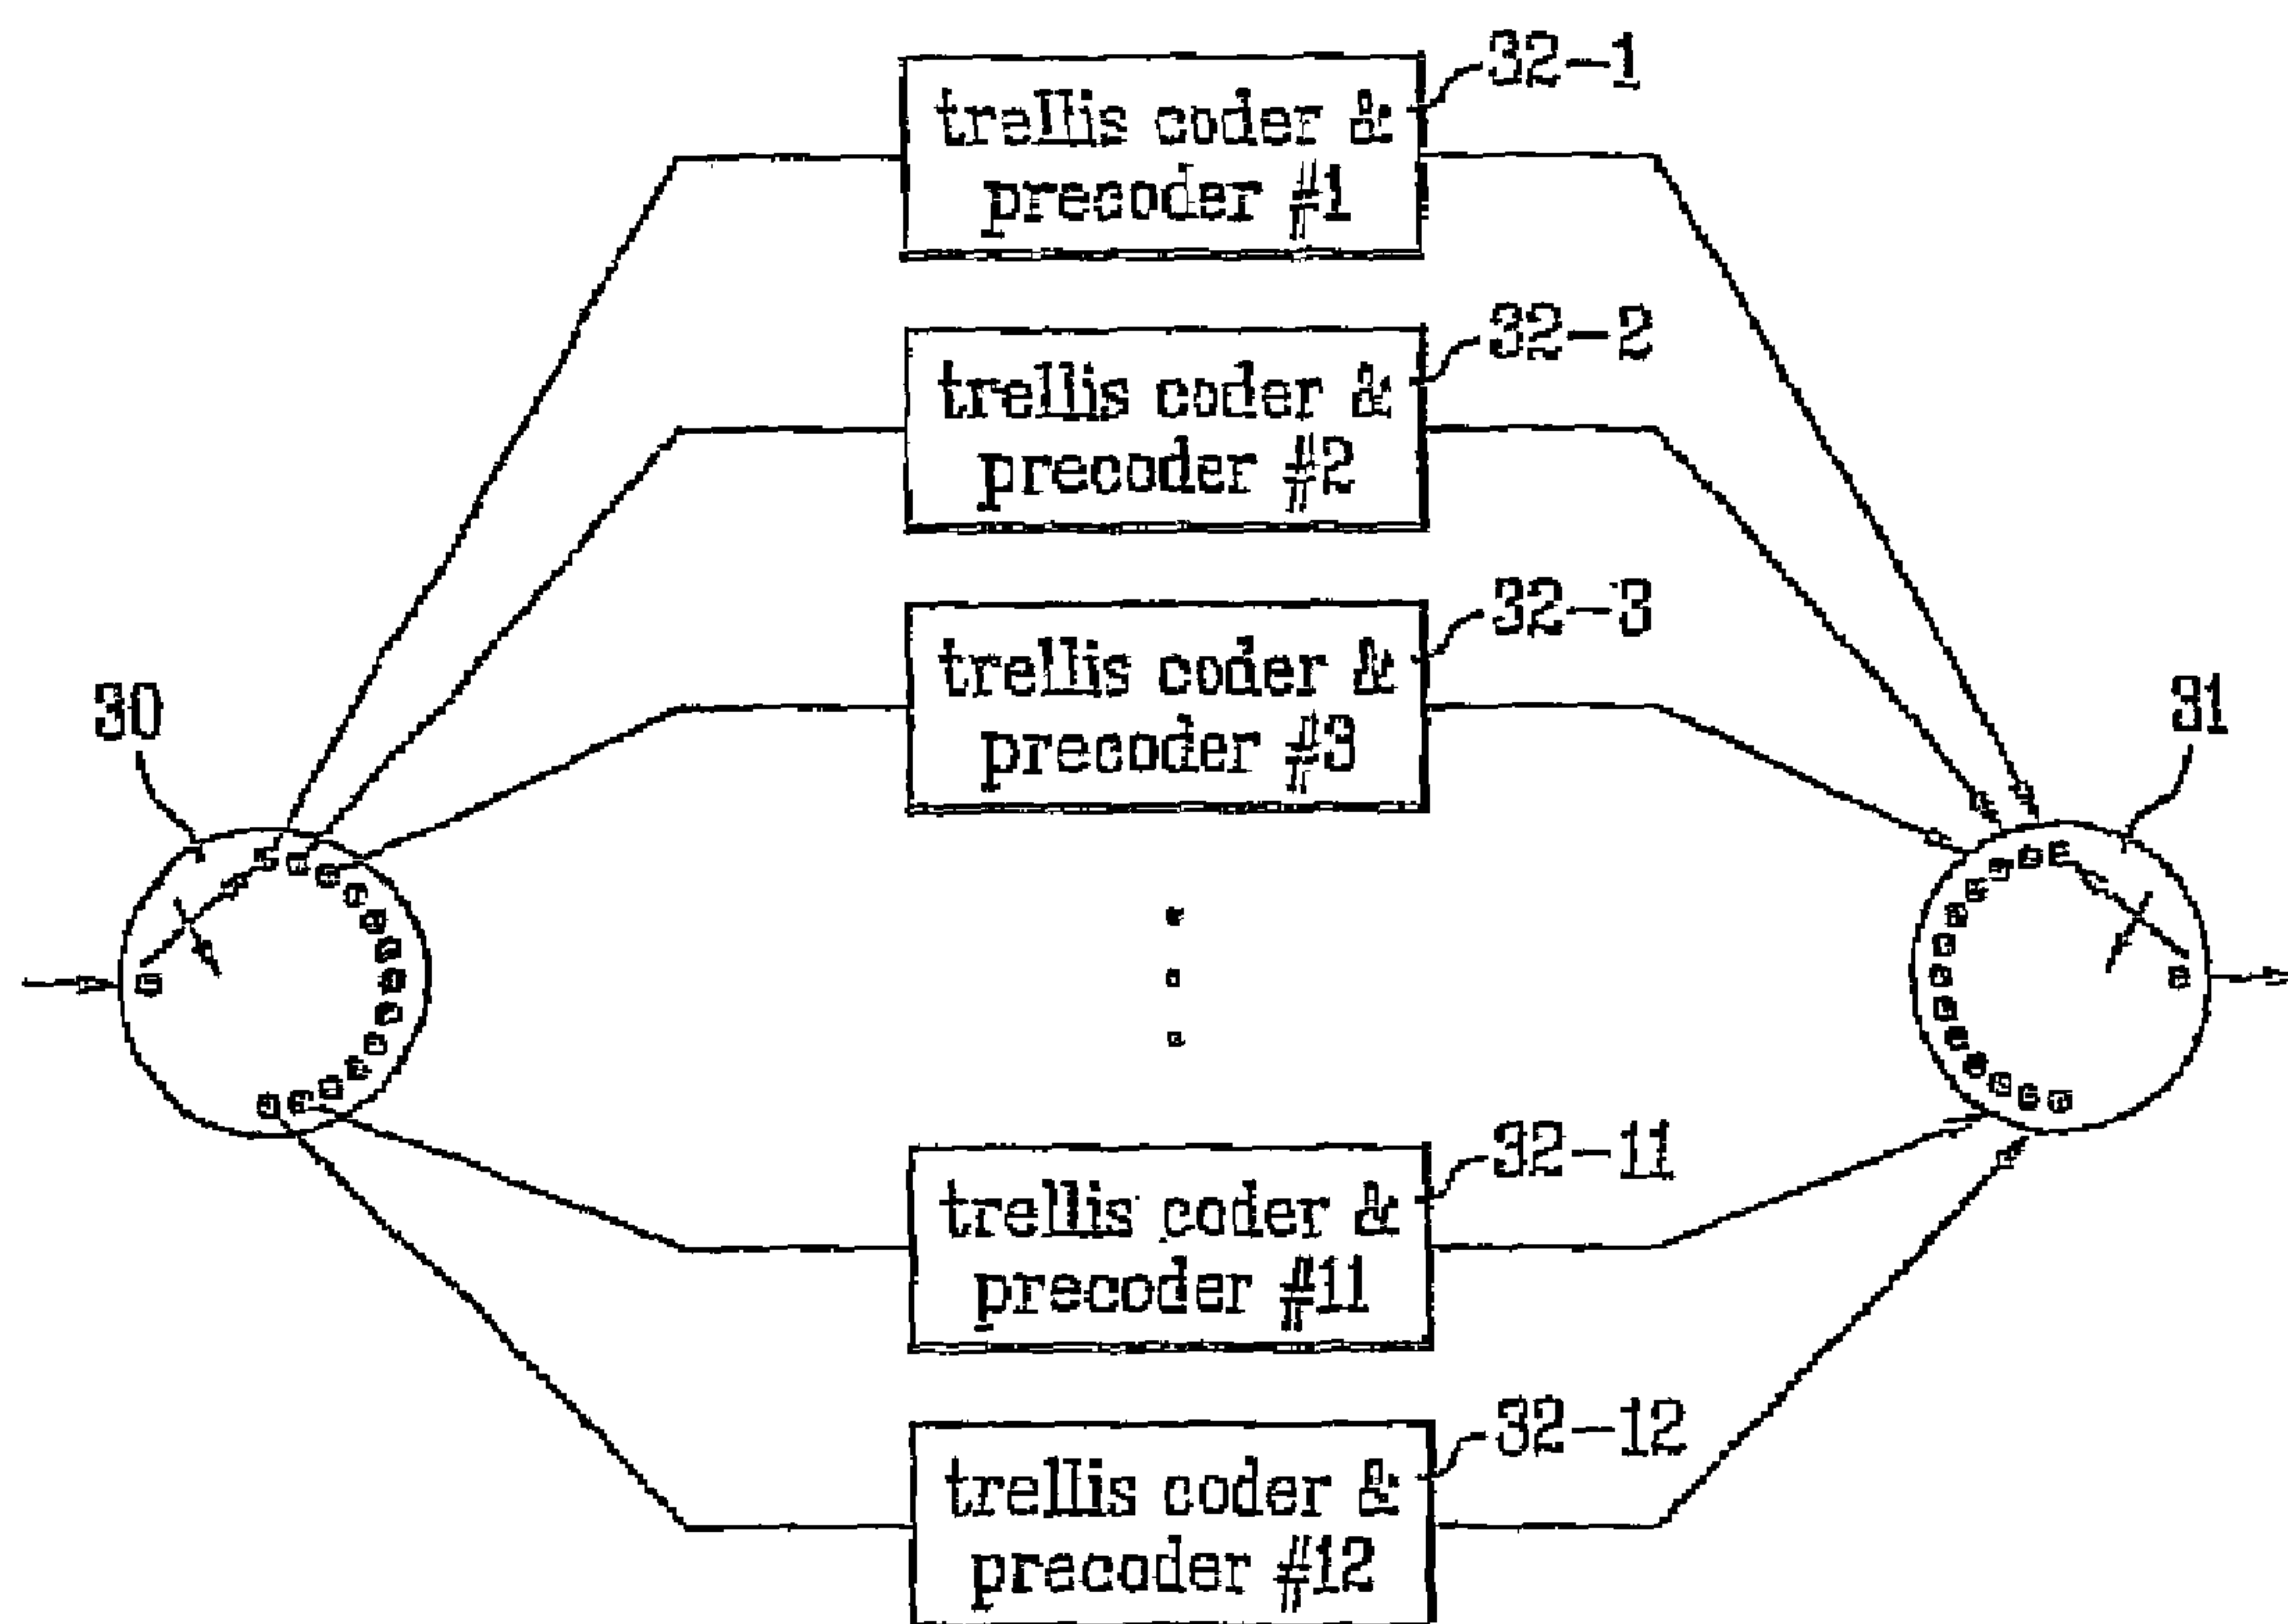 32-1
trellis coder &
precoder #1
32-2
trellis coder &
precoder #2
32-3
trellis coder &
precoder #3
30
31
32-11
trellis coder &
precoder #11
32-12
trellis coder &
precoder #12